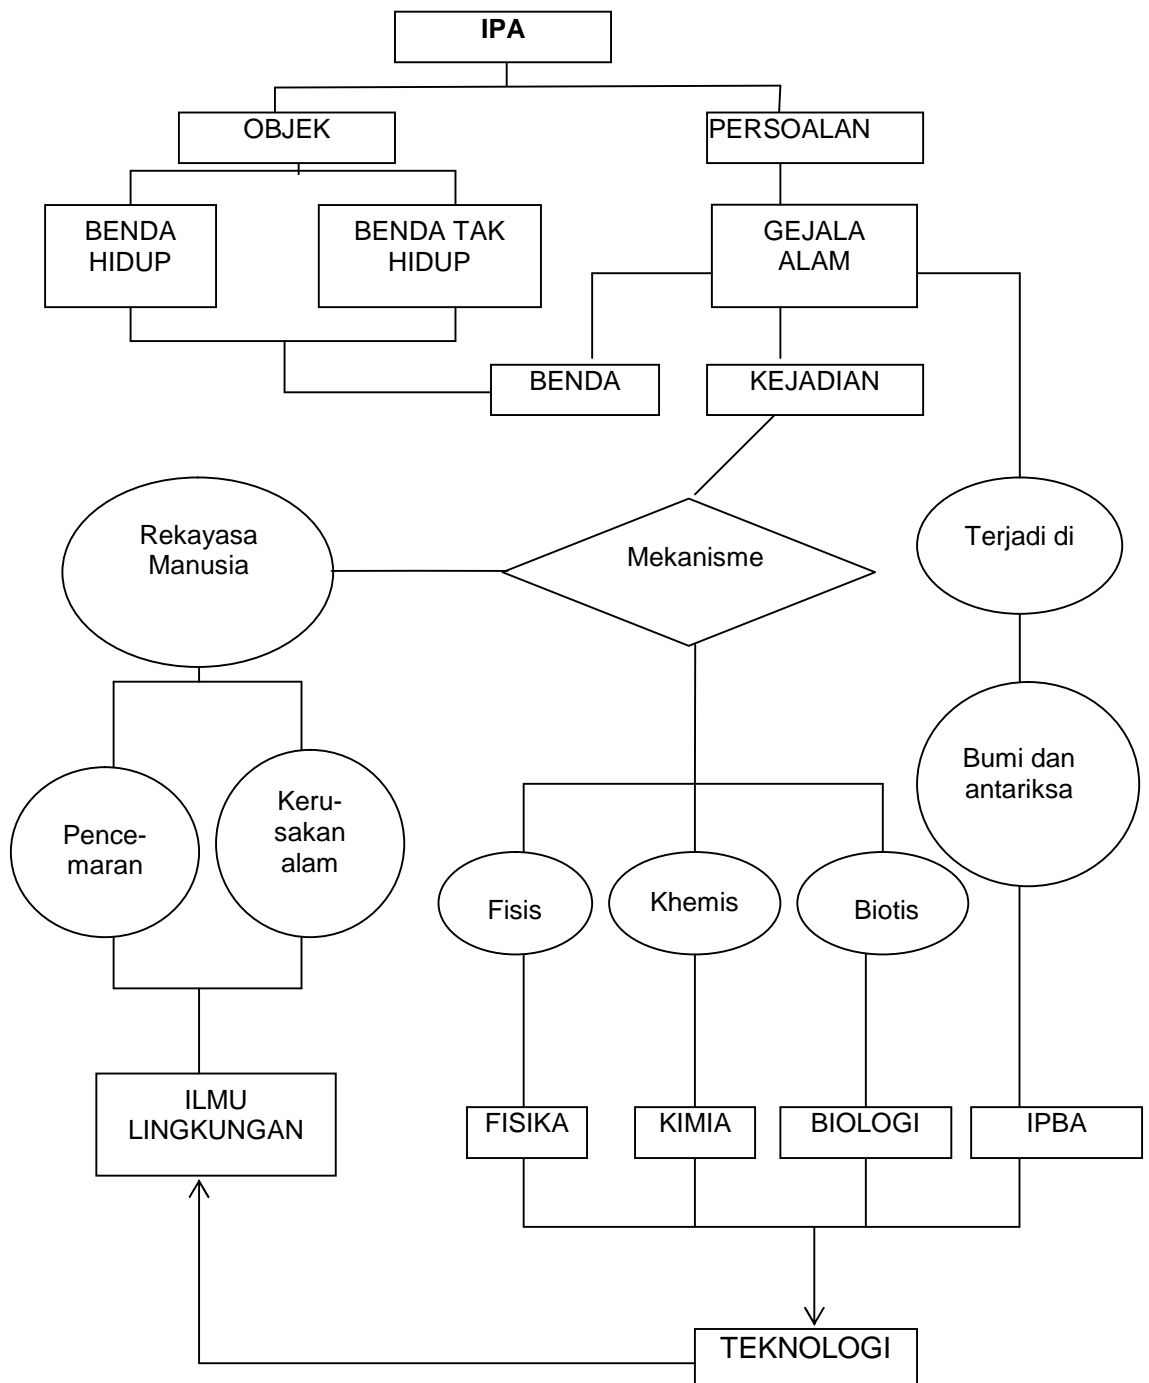 IPA
OBJEK
PERSOALAN
BENDA
HIDUP
BENDA TAK
HIDUP
GEJALA
ALAM
BENDA
KEJADIAN
Rekayasa
Manusia
Mekanisme
Terjadi di
Pence-
maran
Keru-
sakan
alam
Bumi dan
antariksa
Fisis
Khemis
Biotis
ILMU
LINGKUNGAN
FISIKA
KIMIA
BIOLOGI
IPBA
TEKNOLOGI